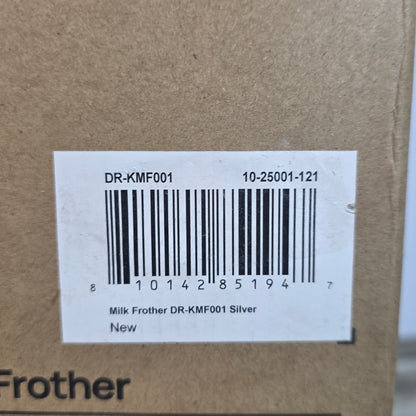 DR-KMF001 10-25001-121
8 10142 85194 7
Milk Frother DR-KMF001 Silver
New
Frother